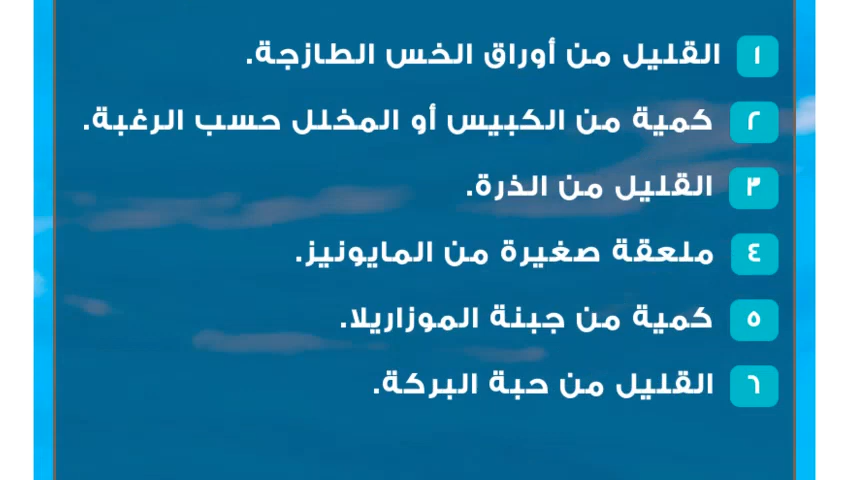 ١ القليل من أوراق الخس الطازجة.
٢ كمية من الكبيس أو المخلل حسب الرغبة.
٣ القليل من الذرة.
٤ ملعقة صغيرة من المايونيز.
٥ كمية من جبنة الموزاريلا.
٦ القليل من حبة البركة.